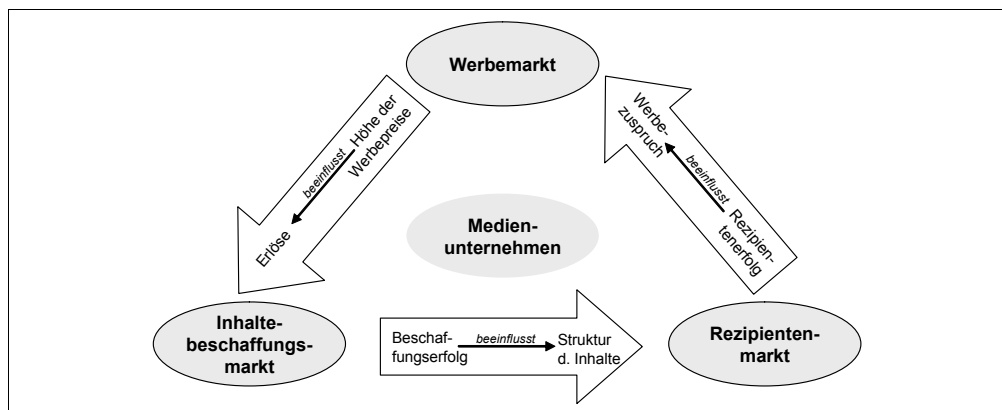 Werbemarkt
Höhe der
Werbepreise
beeinflusst
Erlöse
Werbe-
zuspruch
beeinflusst
Rezipien-
tenerfolg
Medien-
unternehmen
Inhalte-
beschaffungs-
markt
Beschaf-
fungserfolg
beeinflusst
Struktur
d. Inhalte
Rezipienten-
markt